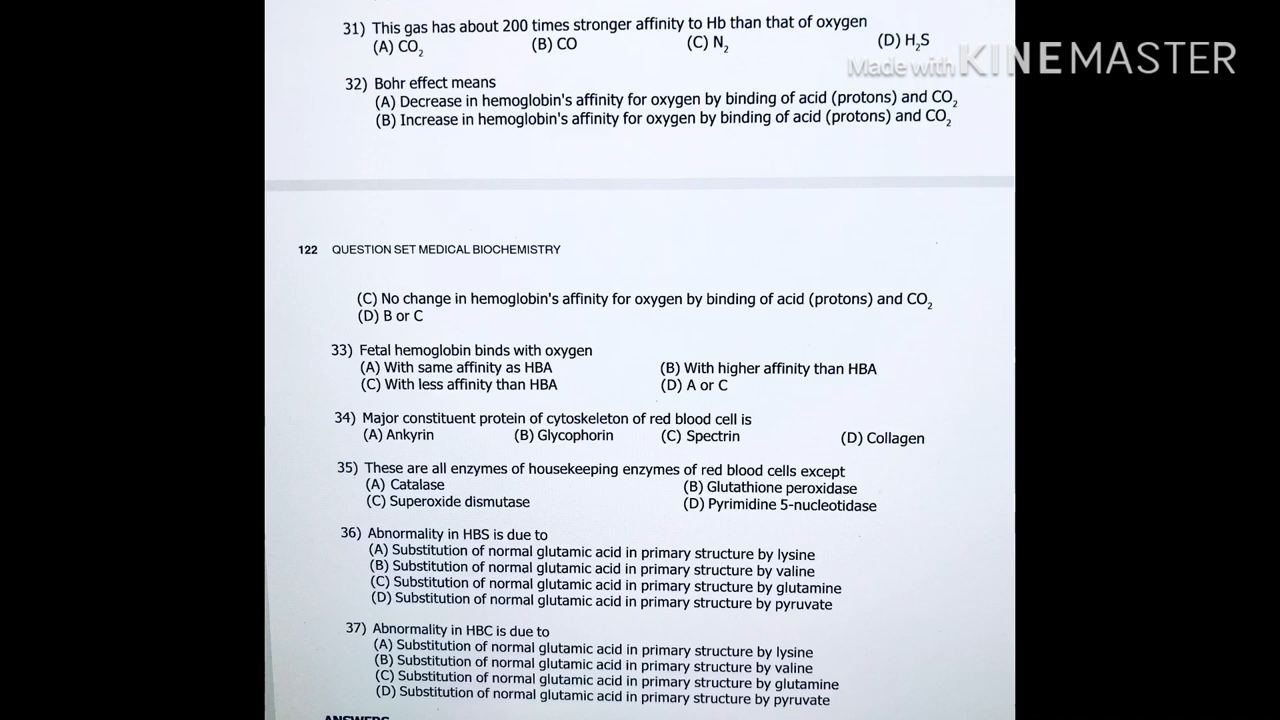 31) This gas has about 200 times stronger affinity to Hb than that of oxygen
(A) CO₂ (B) CO (C) N₂ (D) H₂S
Made with KINEMASTER
32) Bohr effect means
(A) Decrease in hemoglobin's affinity for oxygen by binding of acid (protons) and CO₂
(B) Increase in hemoglobin's affinity for oxygen by binding of acid (protons) and CO₂
122 QUESTION SET MEDICAL BIOCHEMISTRY
(C) No change in hemoglobin's affinity for oxygen by binding of acid (protons) and CO₂
(D) B or C
33) Fetal hemoglobin binds with oxygen
(A) With same affinity as HBA (B) With higher affinity than HBA
(C) With less affinity than HBA (D) A or C
34) Major constituent protein of cytoskeleton of red blood cell is
(A) Ankyrin (B) Glycophorin (C) Spectrin (D) Collagen
35) These are all enzymes of housekeeping enzymes of red blood cells except
(A) Catalase (B) Glutathione peroxidase
(C) Superoxide dismutase (D) Pyrimidine 5-nucleotidase
36) Abnormality in HBS is due to
(A) Substitution of normal glutamic acid in primary structure by lysine
(B) Substitution of normal glutamic acid in primary structure by valine
(C) Substitution of normal glutamic acid in primary structure by glutamine
(D) Substitution of normal glutamic acid in primary structure by pyruvate
37) Abnormality in HBC is due to
(A) Substitution of normal glutamic acid in primary structure by lysine
(B) Substitution of normal glutamic acid in primary structure by valine
(C) Substitution of normal glutamic acid in primary structure by glutamine
(D) Substitution of normal glutamic acid in primary structure by pyruvate
ANSWERS